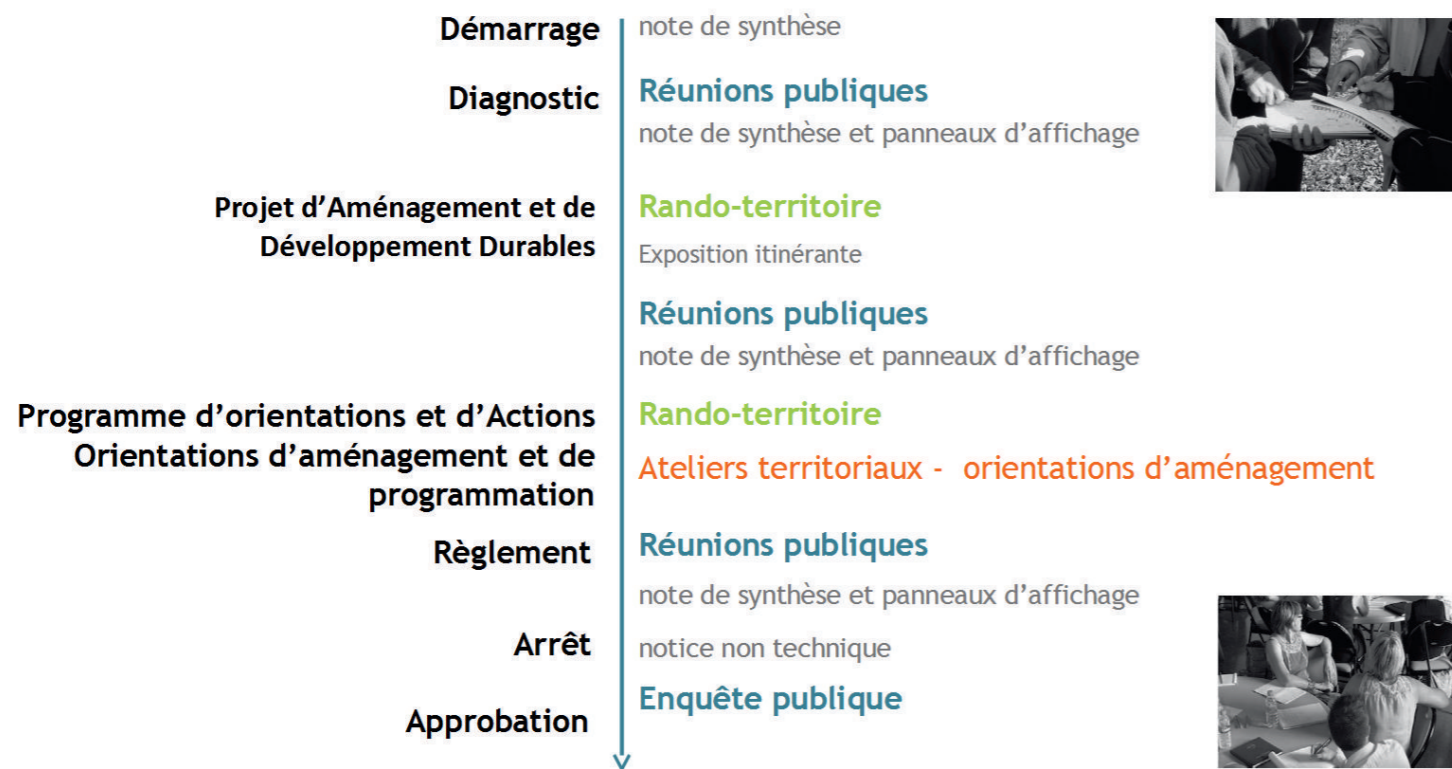 Démarrage
note de synthèse
Diagnostic
Réunions publiques
note de synthèse et panneaux d’affichage
Projet d’Aménagement et de
Développement Durables
Rando-territoire
Exposition itinérante
Réunions publiques
note de synthèse et panneaux d’affichage
Programme d’orientations et d’Actions
Orientations d’aménagement et de
programmation
Rando-territoire
Ateliers territoriaux - orientations d’aménagement
Règlement
Réunions publiques
note de synthèse et panneaux d’affichage
Arrêt
notice non technique
Approbation
Enquête publique